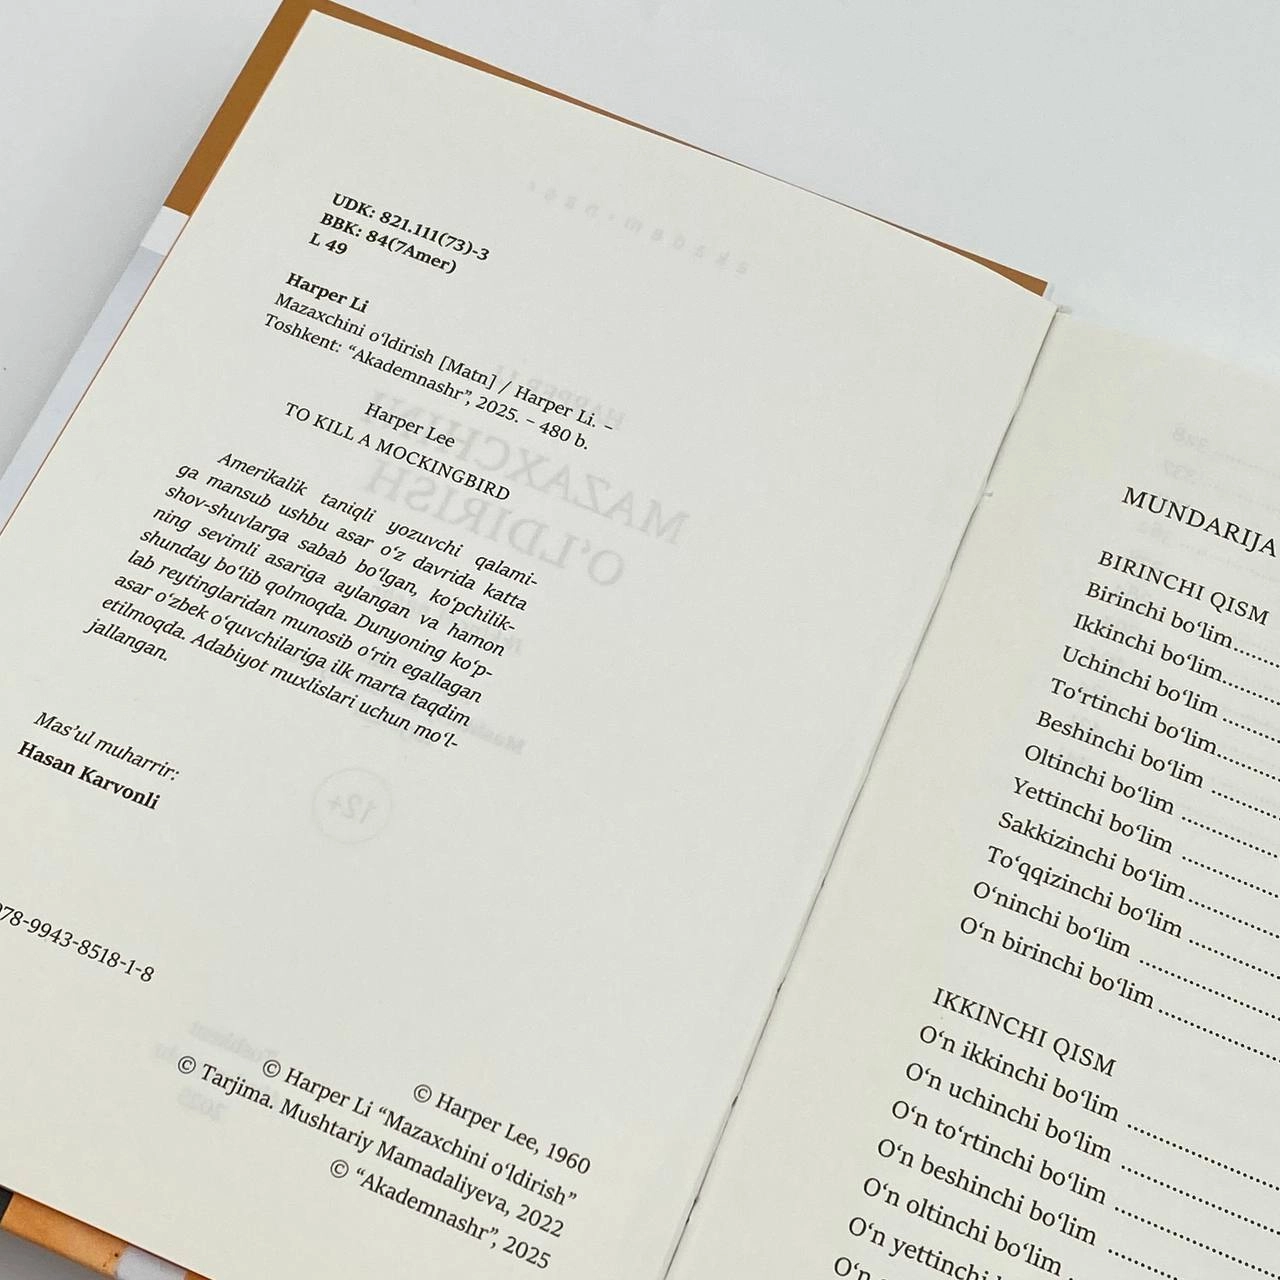 UDK: 821.111(73)-3
BBK: 84(7Amer)
L 49
Harper Li
Mazaxchini o‘ldirish [Matn] / Harper Li. –
Toshkent: “Akademnashr”, 2025. – 480 b.
Harper Lee
TO KILL A MOCKINGBIRD
Amerikalik taniqli yozuvchi qalami-
ga mansub ushbu asar o‘z davrida katta
shov-shuvlarga sabab bo‘lgan, ko‘pchilik-
ning sevimli asariga aylangan va hamon
shunday bo‘lib qolmoqda. Dunyoning ko‘p-
lab reytinglaridan munosib o‘rin egallagan
asar o‘zbek o‘quvchilariga ilk marta taqdim
etilmoqda. Adabiyot muxlislari uchun mo‘l-
jallangan.
Mas’ul muharrir:
Hasan Karvonli
978-9943-8518-1-8
© Harper Lee, 1960
© Harper Li “Mazaxchini o‘ldirish”
© Tarjima. Mushtariy Mamadaliyeva, 2022
© “Akademnashr”, 2025
MUNDARIJA
BIRINCHI QISM
Birinchi bo‘lim
Ikkinchi bo‘lim
Uchinchi bo‘lim
To‘rtinchi bo‘lim
Beshinchi bo‘lim
Oltinchi bo‘lim
Yettinchi bo‘lim
Sakkizinchi bo‘lim
To‘qqizinchi bo‘lim
O‘ninchi bo‘lim
O‘n birinchi bo‘lim
IKKINCHI QISM
O‘n ikkinchi bo‘lim
O‘n uchinchi bo‘lim
O‘n to‘rtinchi bo‘lim
O‘n beshinchi bo‘lim
O‘n oltinchi bo‘lim
O‘n yettinchi bo‘lim
O‘n